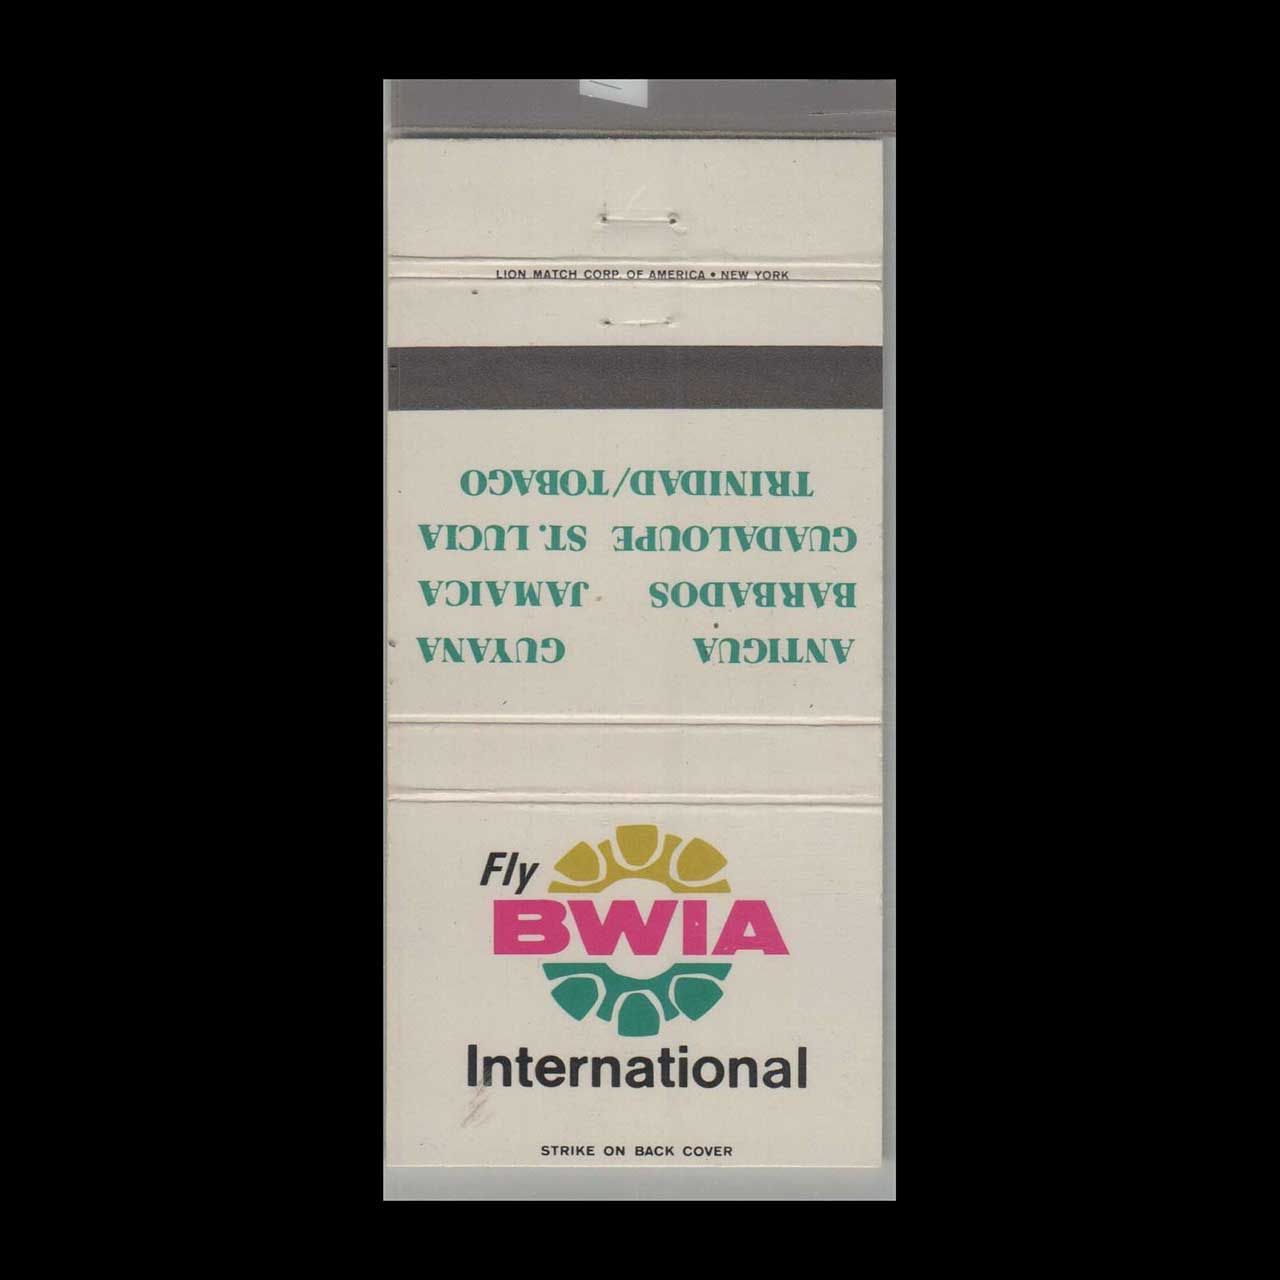 LION MATCH CORP. OF AMERICA • NEW YORK
ANTIGUA GUYANA
BARBADOS JAMAICA
GUADALOUPE ST. LUCIA
TRINIDAD/TOBAGO
Fly
BWIA
International
STRIKE ON BACK COVER